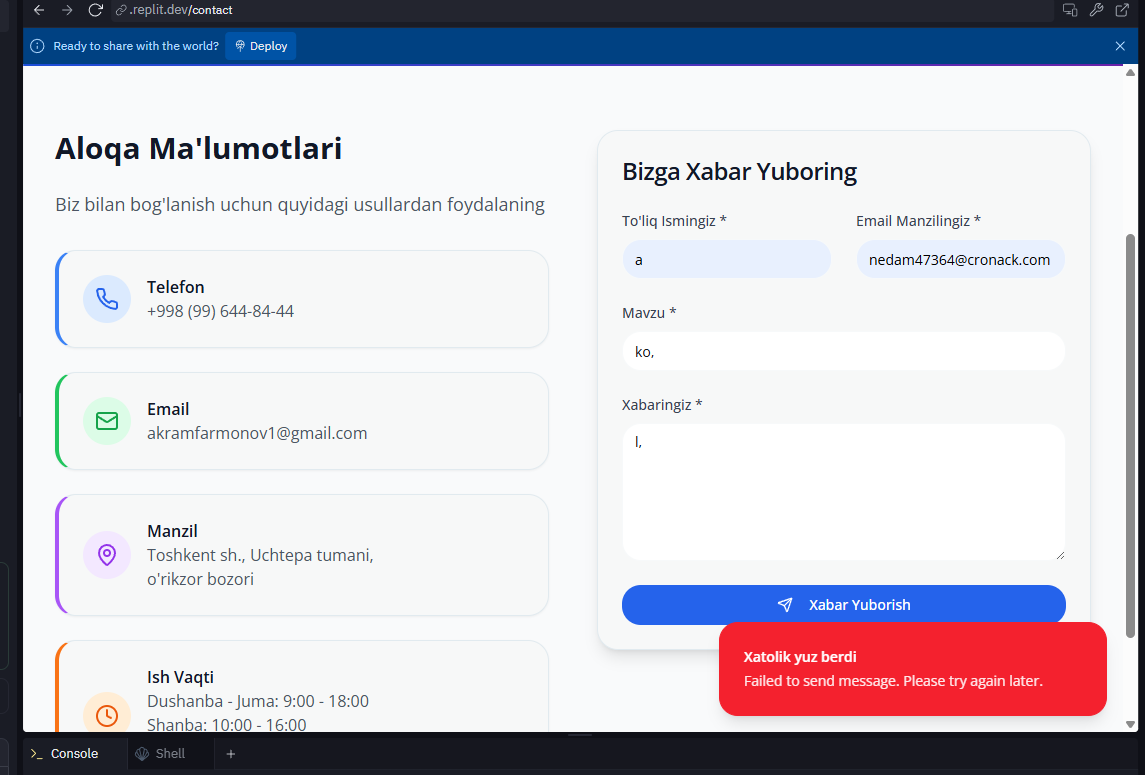 .replit.dev/contact
Ready to share with the world?
Deploy
Aloqa Ma'lumotlari
Biz bilan bog'lanish uchun quyidagi usullardan foydalaning
Telefon
+998 (99) 644-84-44
Email
akramfarmonov1@gmail.com
Manzil
Toshkent sh., Uchtepa tumani,
o'rikzor bozori
Ish Vaqti
Dushanba - Juma: 9:00 - 18:00
Shanba: 10:00 - 16:00
Bizga Xabar Yuboring
To'liq Ismingiz *
a
Email Manzilingiz *
nedam47364@cronack.com
Mavzu *
ko,
Xabaringiz *
l,
Xabar Yuborish
Xatolik yuz berdi
Failed to send message. Please try again later.
Console
Shell